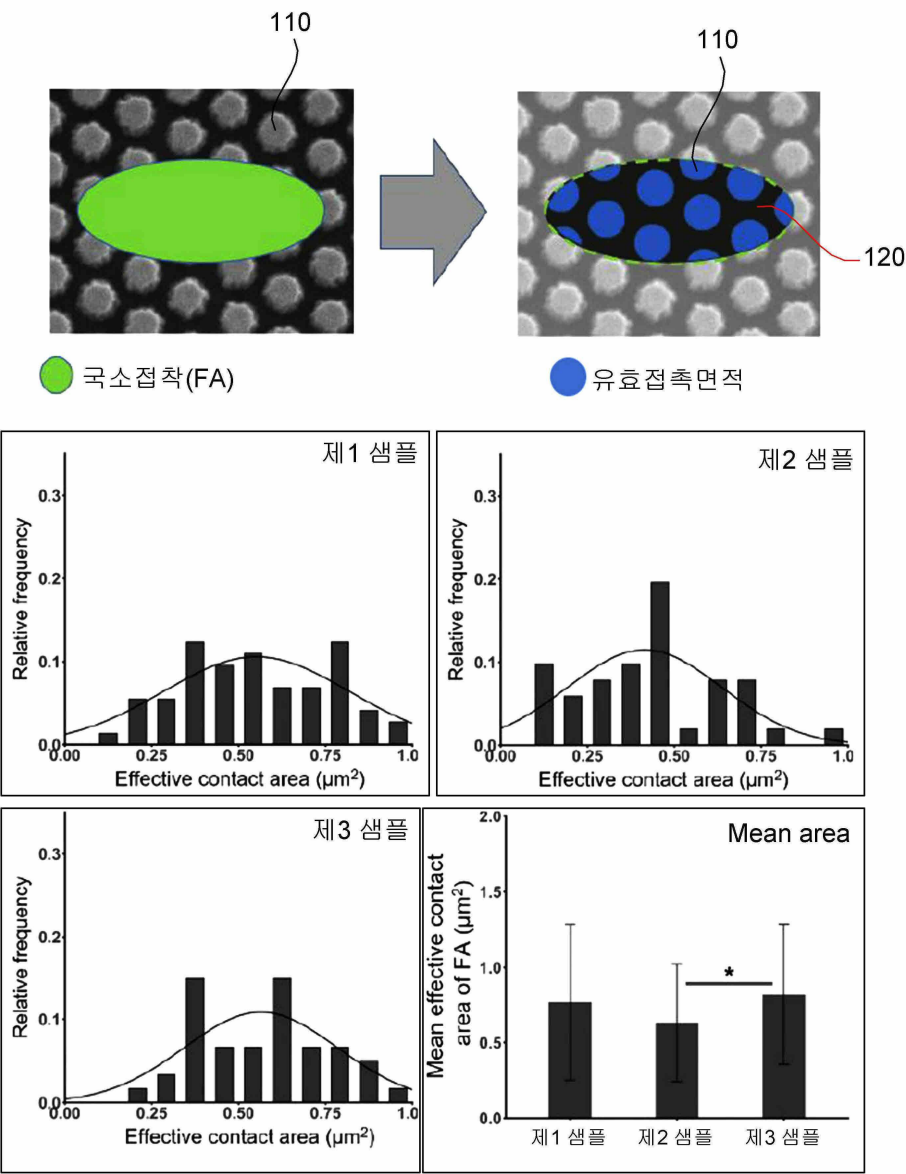 110
110
120
국소접착(FA)
유효접촉면적
제1 샘플
Relative frequency
0.3
0.2
0.1
0.0
0.00 0.25 0.50 0.75 1.0
Effective contact area (μm²)
제2 샘플
Relative frequency
0.3
0.2
0.1
0.0
0.00 0.25 0.50 0.75 1.0
Effective contact area (μm²)
제3 샘플
Relative frequency
0.3
0.2
0.1
0.0
0.00 0.25 0.50 0.75 1.0
Effective contact area (μm²)
Mean area
Mean effective contact
area of FA (μm²)
2.0
1.5
1.0
0.5
0.0
*
제1 샘플 제2 샘플 제3 샘플